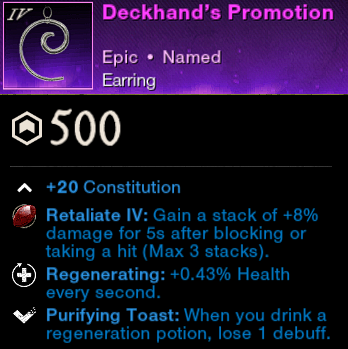 IV
Deckhand's Promotion
Epic • Named
Earring
500
+20 Constitution
Retaliate IV: Gain a stack of +8%
damage for 5s after blocking or
taking a hit (Max 3 stacks).
Regenerating: +0.43% Health
every second.
Purifying Toast: When you drink a
regeneration potion, lose 1 debuff.